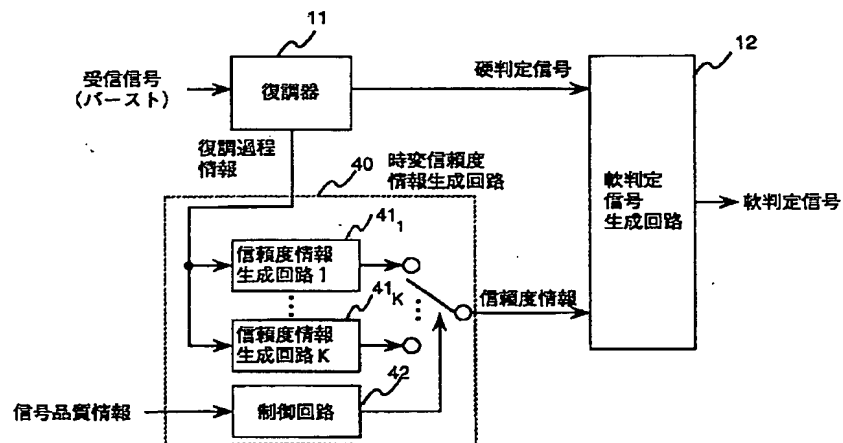 11
12
受信信号
(バースト)
復調器
硬判定信号
復調過程
情報
40
時変信頼度
情報生成回路
軟判定
信号
生成回路
軟判定信号
41₁
信頼度情報
生成回路1
41K
信頼度情報
生成回路K
信頼度情報
42
信号品質情報
制御回路